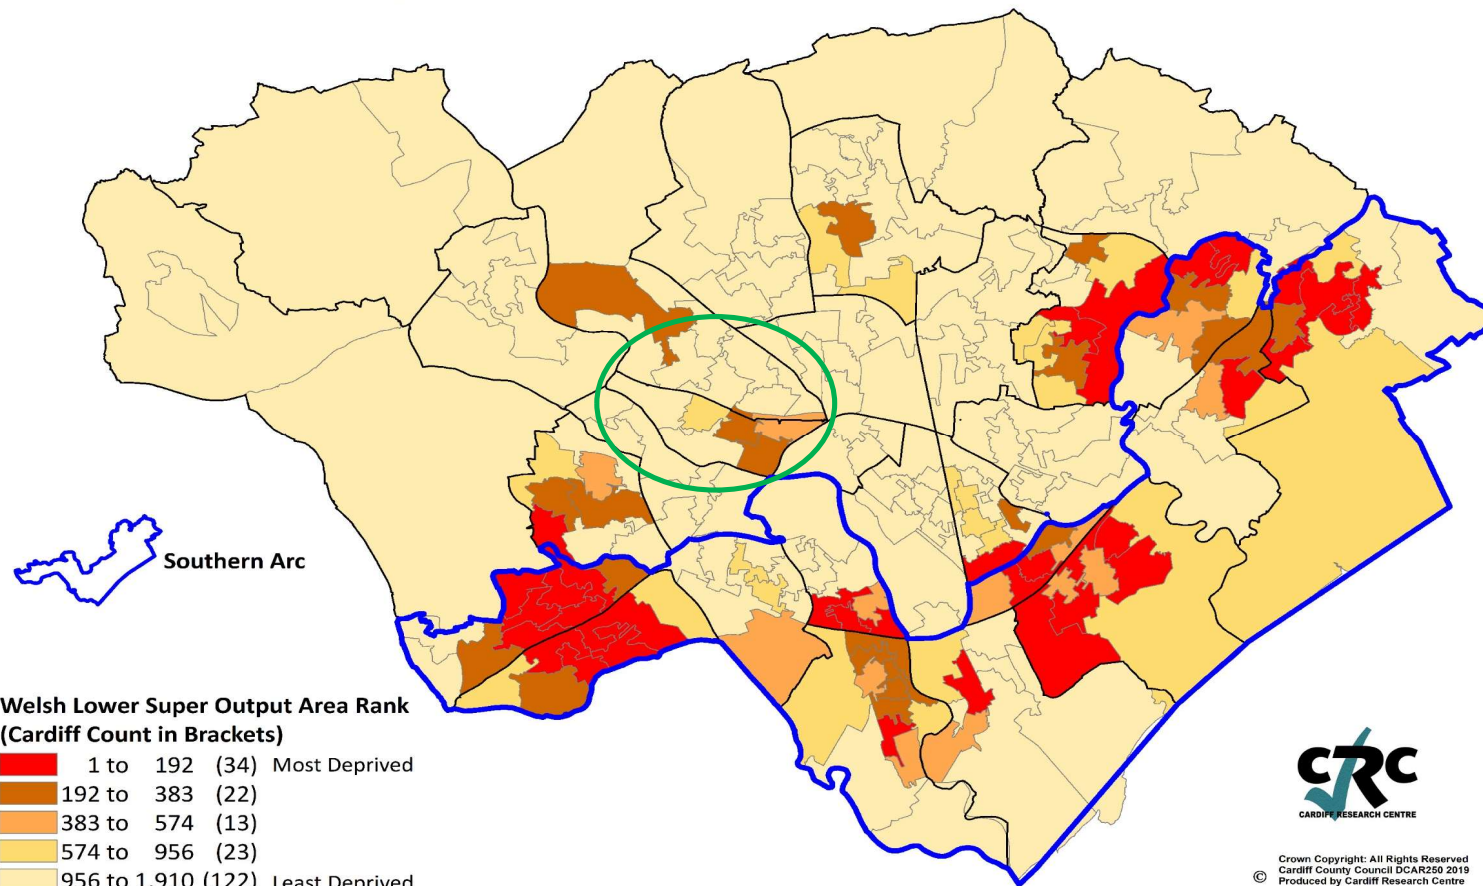 Southern Arc
Welsh Lower Super Output Area Rank
(Cardiff Count in Brackets)
1 to 192 (34) Most Deprived
192 to 383 (22)
383 to 574 (13)
574 to 956 (23)
956 to 1,910 (122) Least Deprived
CRC
CARDIFF RESEARCH CENTRE
Crown Copyright: All Rights Reserved
© Cardiff County Council DCAR250 2019
Produced by Cardiff Research Centre